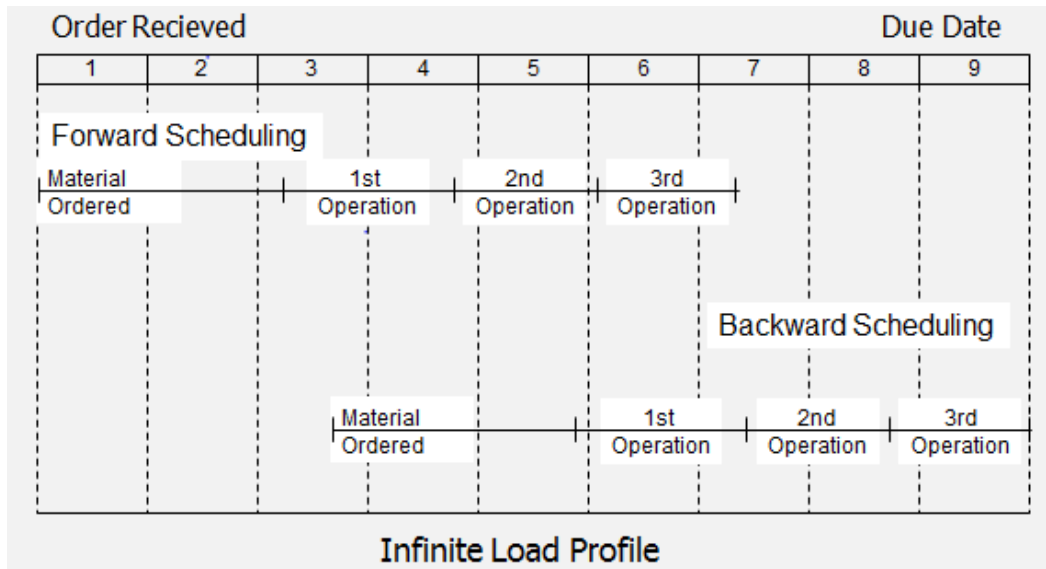 Order Recieved Due Date
1 2 3 4 5 6 7 8 9
Forward Scheduling
Material 1st 2nd 3rd
Ordered Operation Operation Operation
Backward Scheduling
Material 1st 2nd 3rd
Ordered Operation Operation Operation
Infinite Load Profile